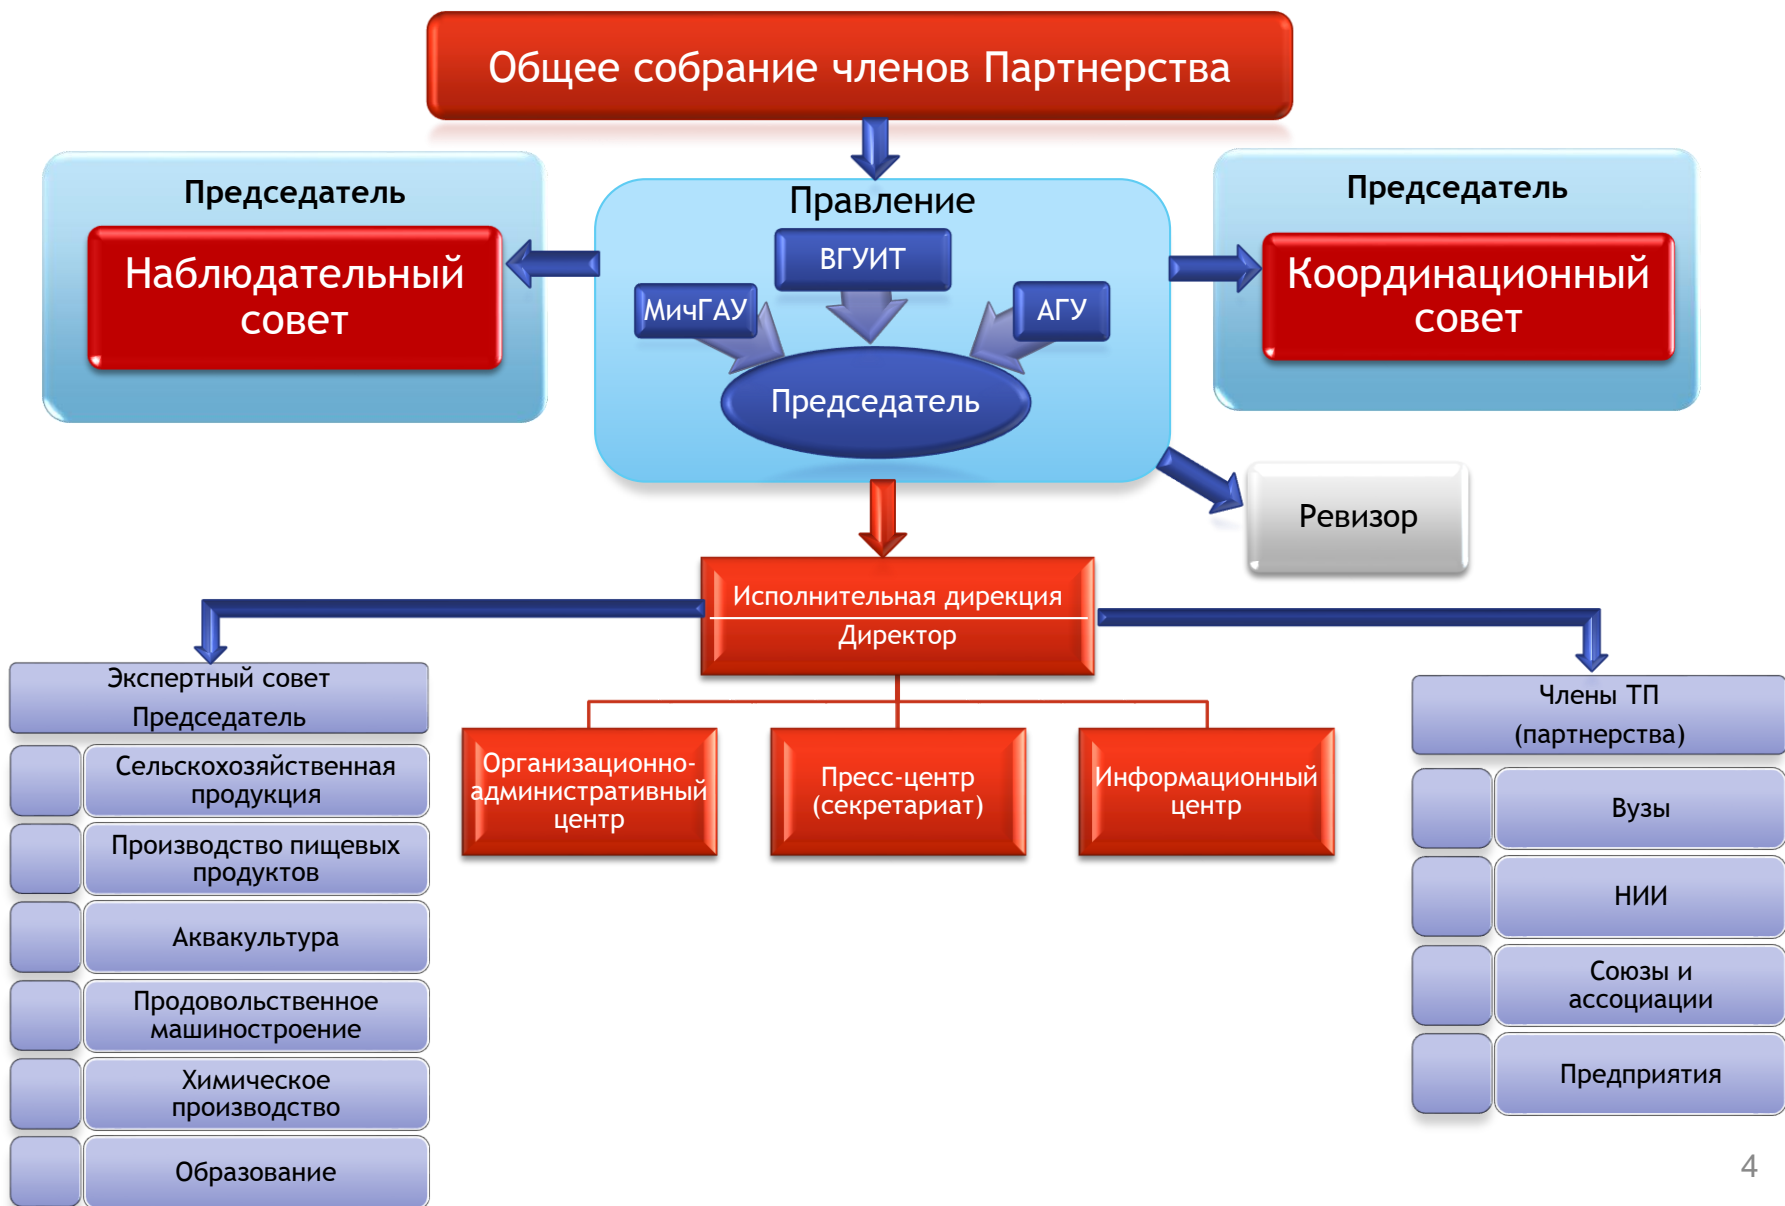 Общее собрание членов Партнерства
Председатель
Наблюдательный
совет
Правление
ВГУИТ
МичГАУ
АГУ
Председатель
Председатель
Координационный
совет
Ревизор
Исполнительная дирекция
Директор
Экспертный совет
Председатель
Сельскохозяйственная
продукция
Производство пищевых
продуктов
Аквакультура
Продовольственное
машиностроение
Химическое
производство
Образование
Организационно-
административный
центр
Пресс-центр
(секретариат)
Информационный
центр
Члены ТП
(партнерства)
Вузы
НИИ
Союзы и
ассоциации
Предприятия
4